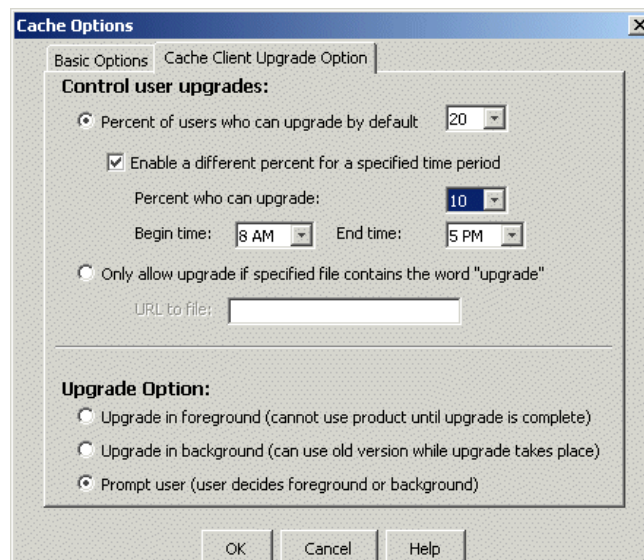 Cache Options
Basic Options Cache Client Upgrade Option
Control user upgrades:
Percent of users who can upgrade by default 20
Enable a different percent for a specified time period
Percent who can upgrade: 10
Begin time: 8 AM End time: 5 PM
Only allow upgrade if specified file contains the word "upgrade"
URL to file:
Upgrade Option:
Upgrade in foreground (cannot use product until upgrade is complete)
Upgrade in background (can use old version while upgrade takes place)
Prompt user (user decides foreground or background)
OK Cancel Help